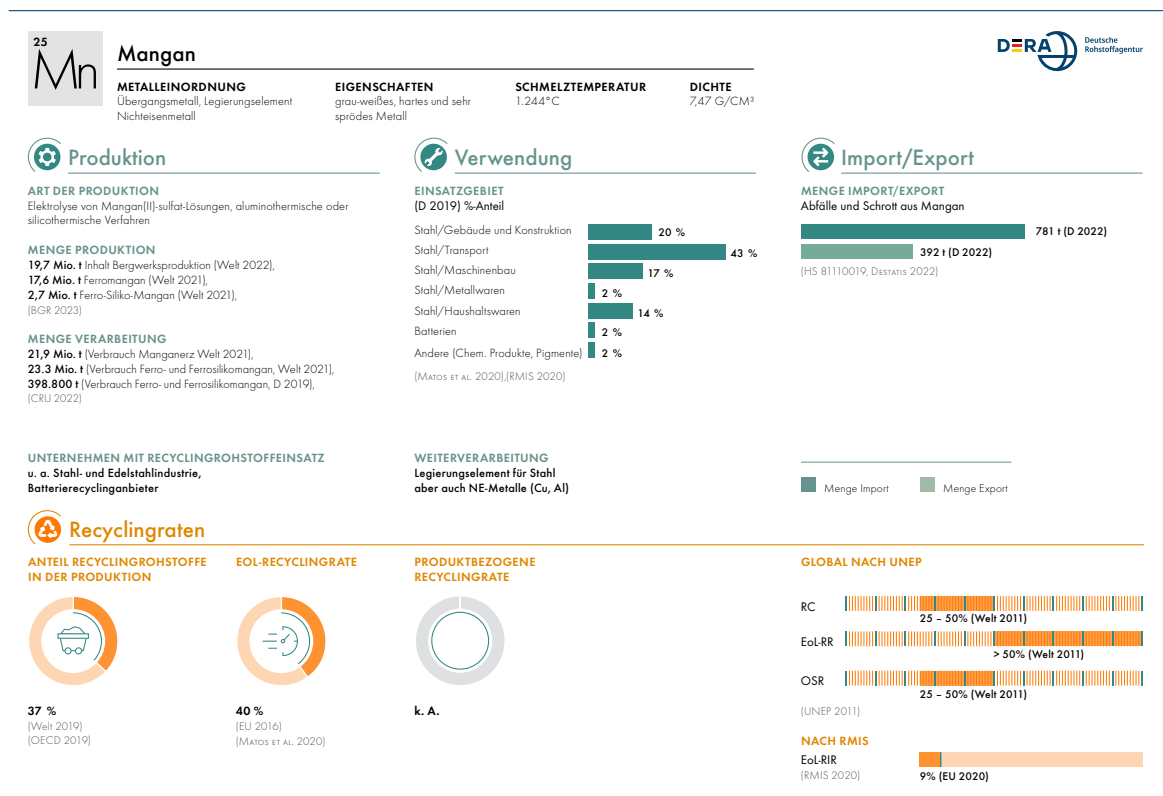 25
Mn
Mangan
DERA Deutsche
Rohstoffagentur
METALLEINORDNUNG
Übergangsmetall, Legierungselement
Nichteisenmetall
EIGENSCHAFTEN
grau-weißes, hartes und sehr
sprödes Metall
SCHMELZTEMPERATUR
1.244°C
DICHTE
7,47 G/CM³
Produktion
ART DER PRODUKTION
Elektrolyse von Mangan(II)-sulfat-Lösungen, aluminothermische oder
silicothermische Verfahren
MENGE PRODUKTION
19,7 Mio. t Inhalt Bergwerksproduktion (Welt 2022),
17,6 Mio. t Ferromangan (Welt 2021),
2,7 Mio. t Ferro-Siliko-Mangan (Welt 2021),
(BGR 2023)
MENGE VERARBEITUNG
21,9 Mio. t (Verbrauch Manganerz Welt 2021),
23.3 Mio. t (Verbrauch Ferro- und Ferrosilikomangan, Welt 2021),
398.800 t (Verbrauch Ferro- und Ferrosilikomangan, D 2019),
(CRU 2022)
UNTERNEHMEN MIT RECYCLINGROHSTOFFEINSATZ
u. a. Stahl- und Edelstahlindustrie,
Batterierecyclinganbieter
Verwendung
EINSATZGEBIET
(D 2019) %-Anteil
Stahl/Gebäude und Konstruktion 20 %
Stahl/Transport 43 %
Stahl/Maschinenbau 17 %
Stahl/Metallwaren 2 %
Stahl/Haushaltswaren 14 %
Batterien 2 %
Andere (Chem. Produkte, Pigmente) 2 %
(MATOS ET AL. 2020),(RMIS 2020)
WEITERVERARBEITUNG
Legierungselement für Stahl
aber auch NE-Metalle (Cu, Al)
Import/Export
MENGE IMPORT/EXPORT
Abfälle und Schrott aus Mangan
781 t (D 2022)
392 t (D 2022)
(HS 81110019, DESTATIS 2022)
Menge Import Menge Export
Recyclingraten
ANTEIL RECYCLINGROHSTOFFE
IN DER PRODUKTION
37 %
(Welt 2019)
(OECD 2019)
EOL-RECYCLINGRATE
40 %
(EU 2016)
(MATOS ET AL. 2020)
PRODUKTBEZOGENE
RECYCLINGRATE
k. A.
GLOBAL NACH UNEP
RC
25 – 50% (Welt 2011)
EoL-RR
> 50% (Welt 2011)
OSR
25 – 50% (Welt 2011)
(UNEP 2011)
NACH RMIS
EoL-RIR
(RMIS 2020)
9% (EU 2020)